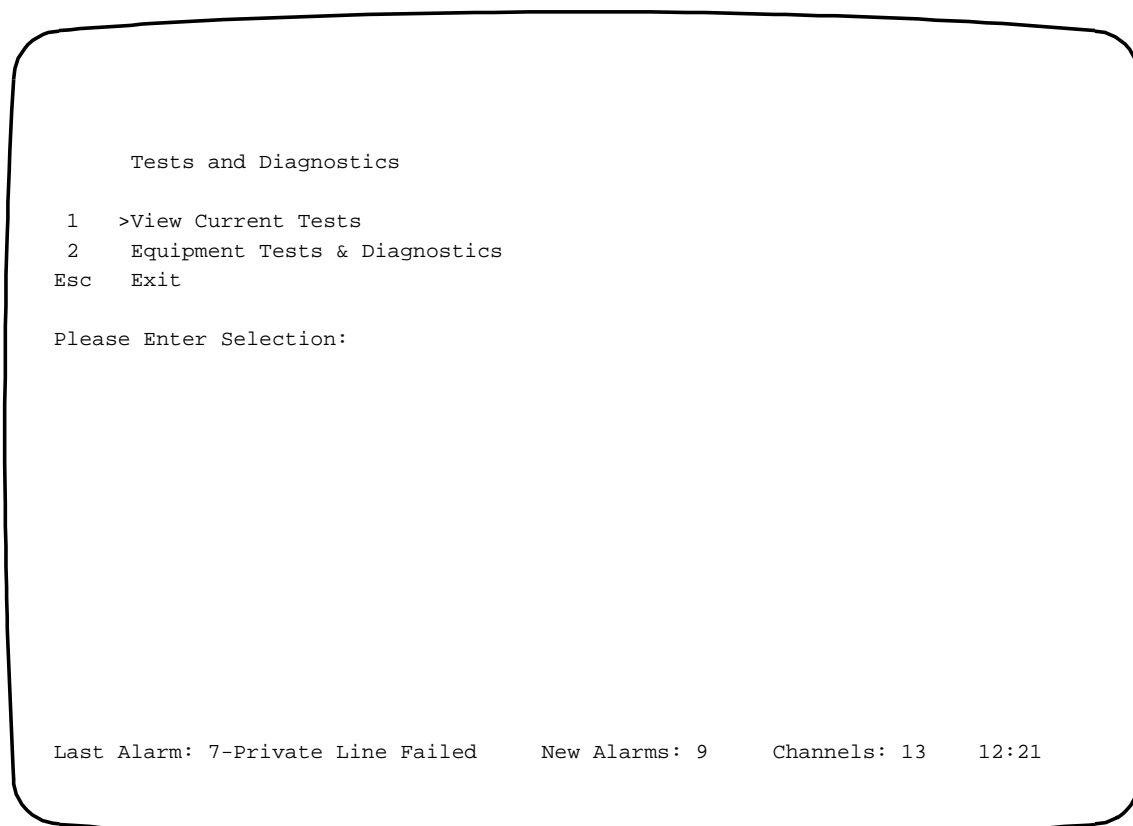 Tests and Diagnostics
1 >View Current Tests
2 Equipment Tests & Diagnostics
Esc Exit
Please Enter Selection:
Last Alarm: 7-Private Line Failed New Alarms: 9 Channels: 13 12:21